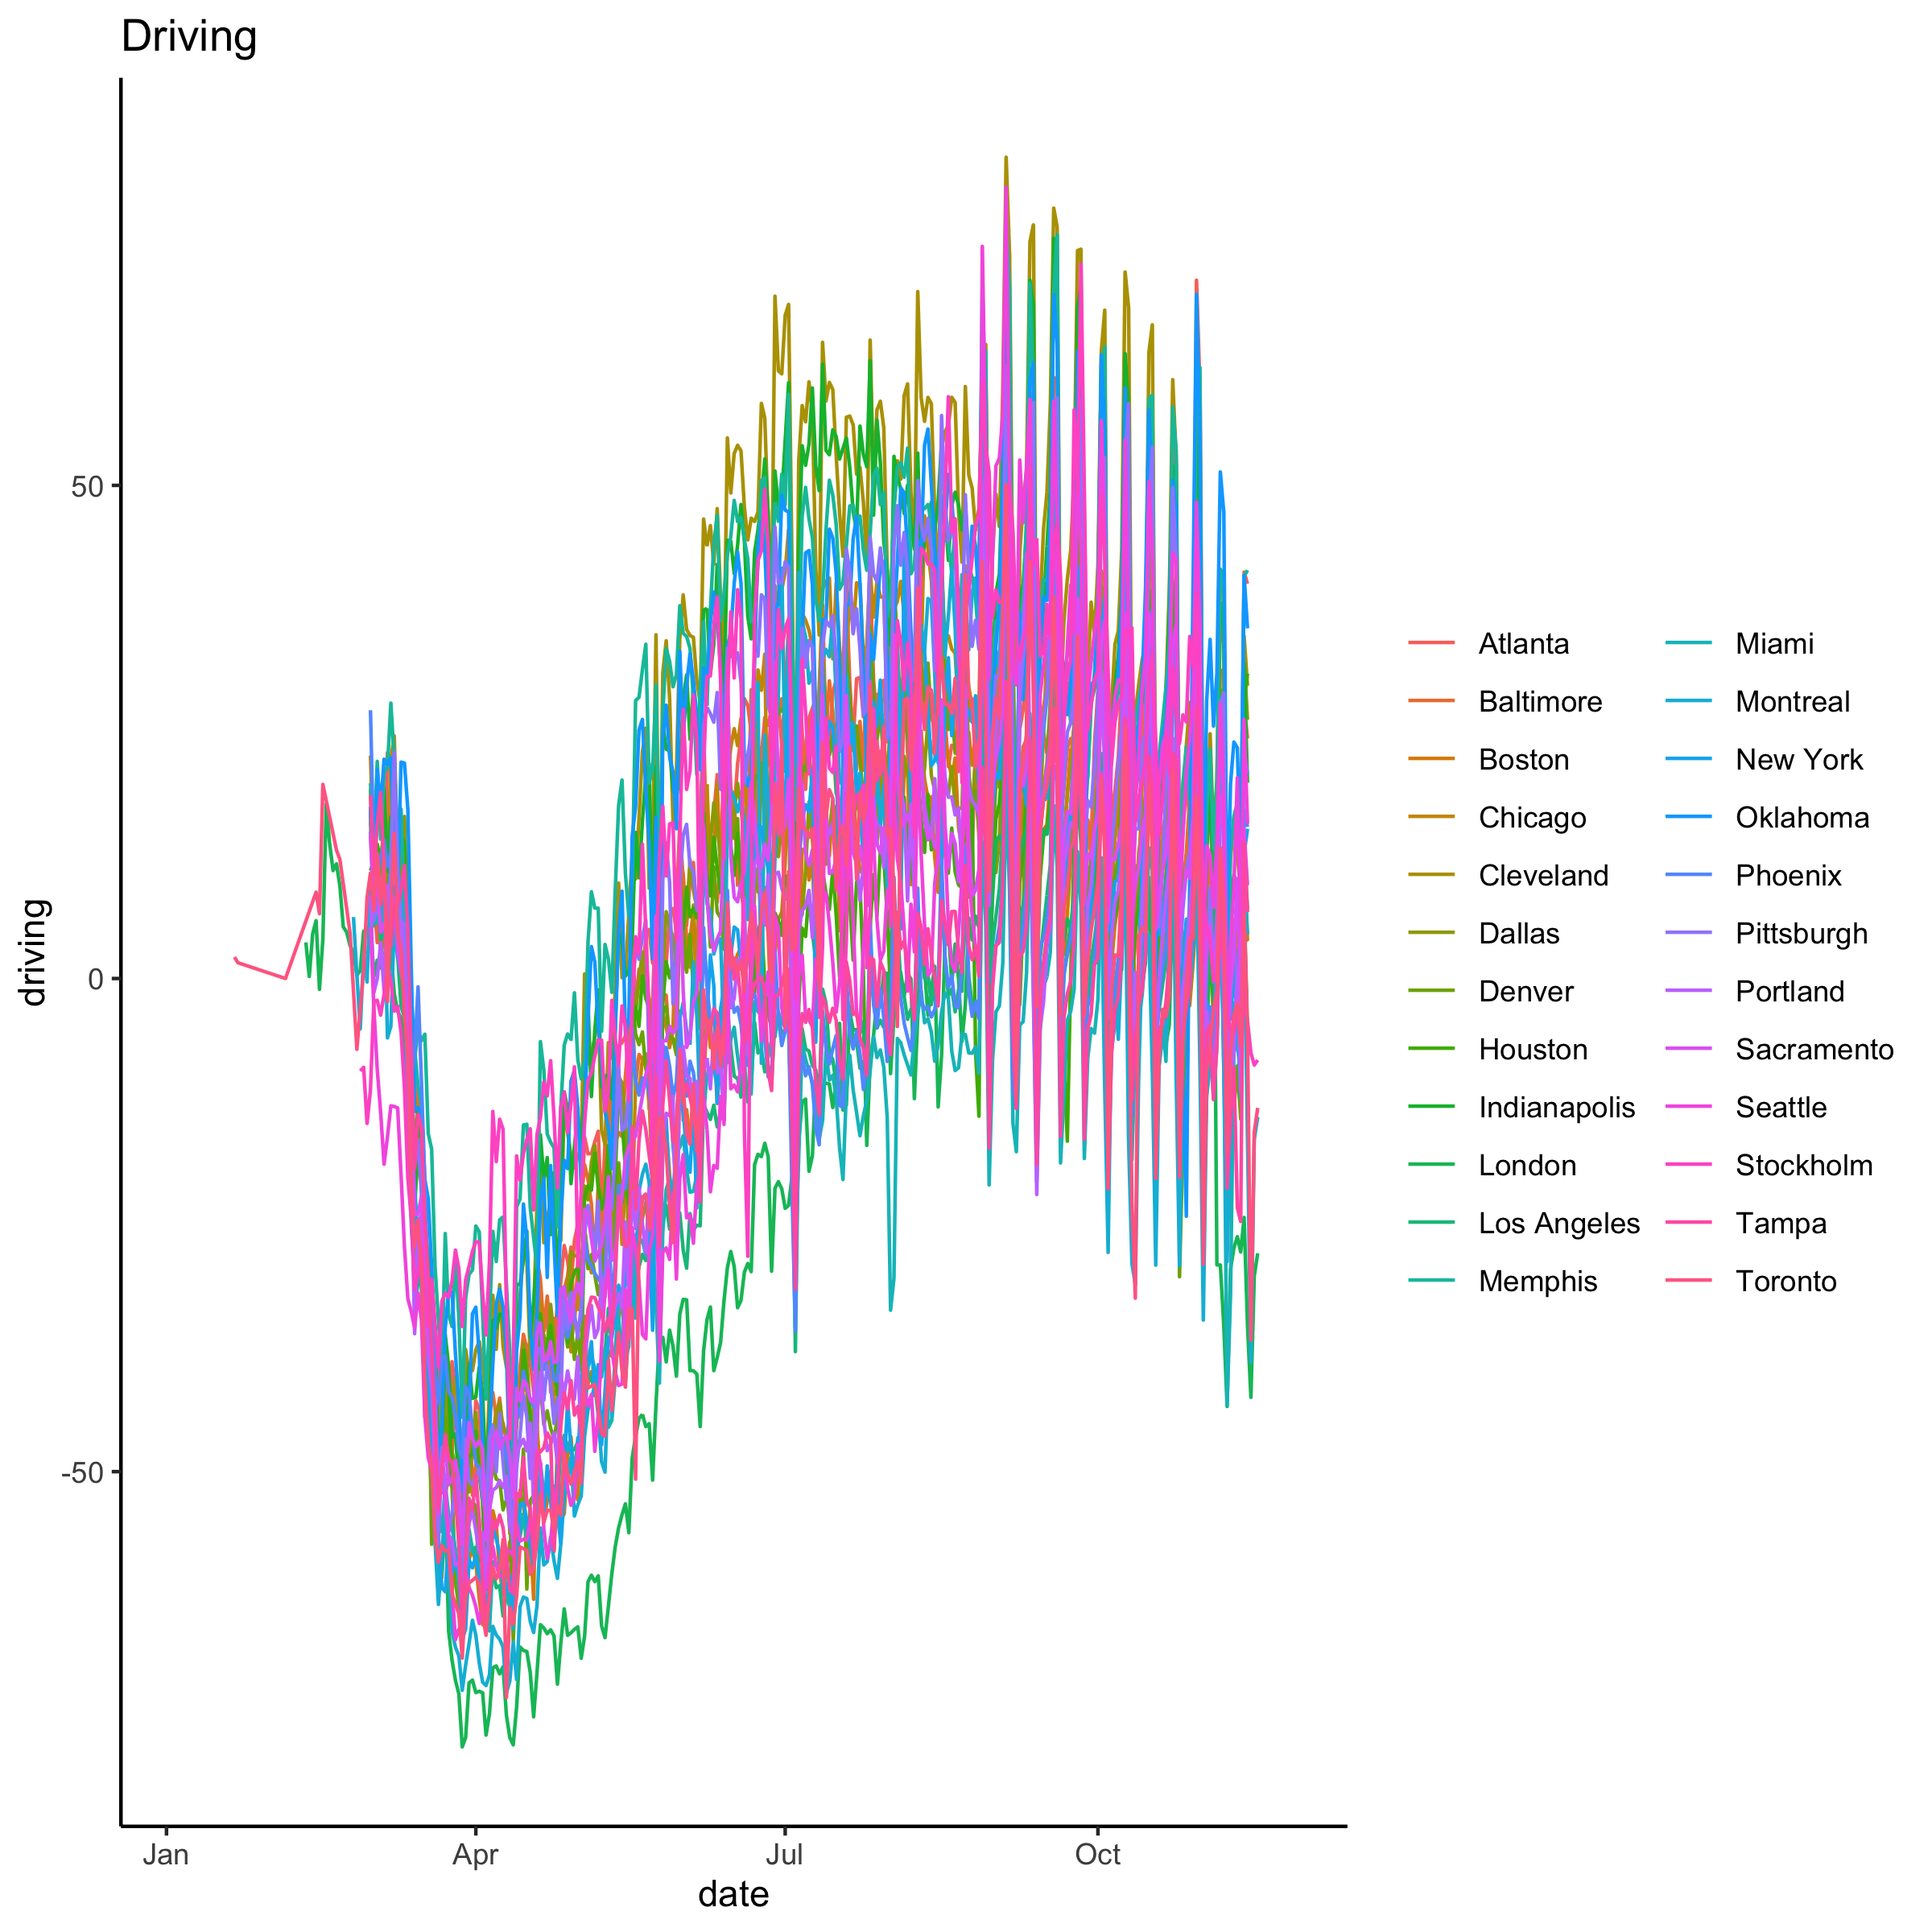 Driving
driving
50
0
-50
Jan
Apr
Jul
Oct
date
Atlanta
Baltimore
Boston
Chicago
Cleveland
Dallas
Denver
Houston
Indianapolis
London
Los Angeles
Memphis
Miami
Montreal
New York
Oklahoma
Phoenix
Pittsburgh
Portland
Sacramento
Seattle
Stockholm
Tampa
Toronto